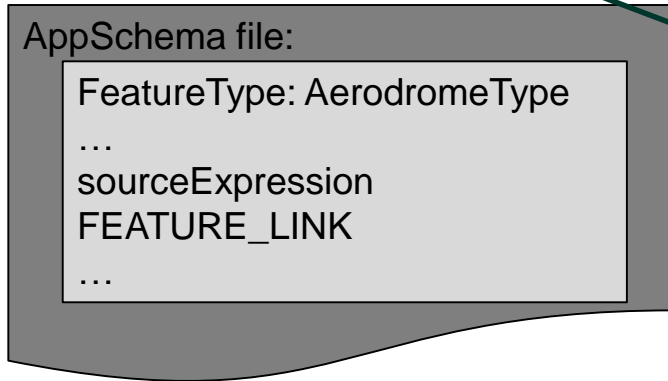 AppSchema file:
FeatureType: AerodromeType
…
sourceExpression
FEATURE_LINK
…